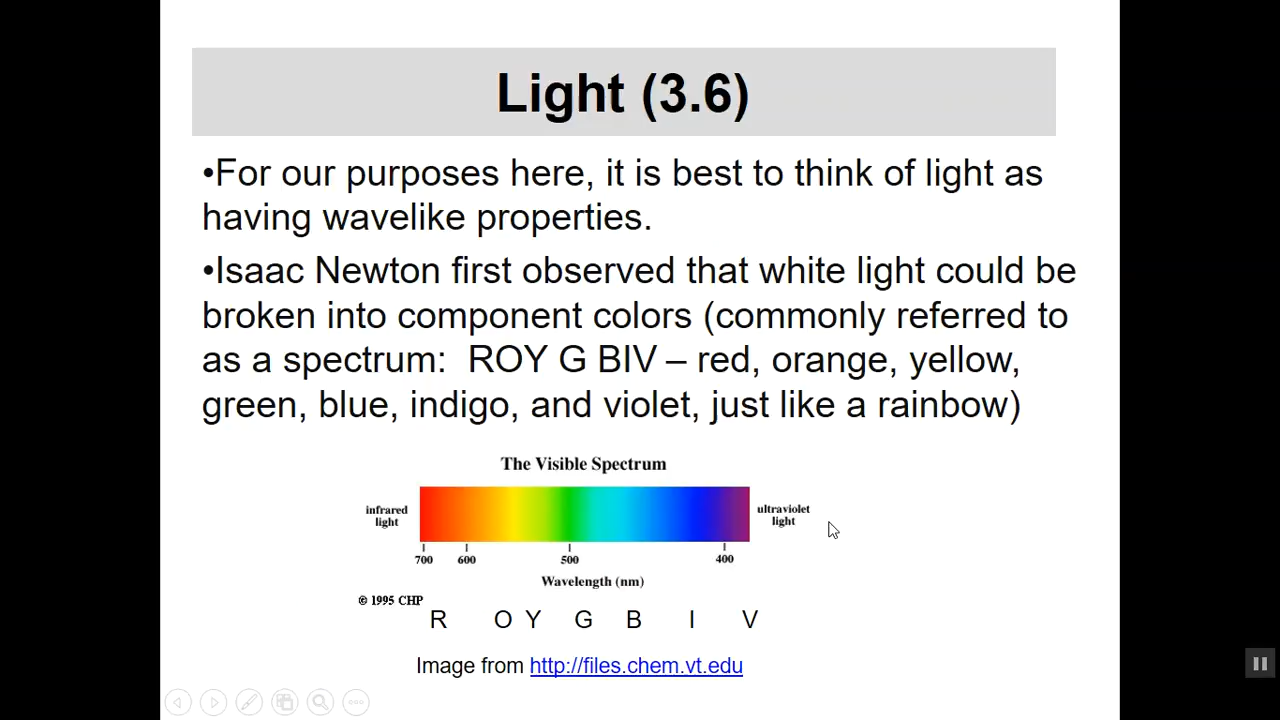 Light (3.6)
•For our purposes here, it is best to think of light as
having wavelike properties.
•Isaac Newton first observed that white light could be
broken into component colors (commonly referred to
as a spectrum:  ROY G BIV – red, orange, yellow,
green, blue, indigo, and violet, just like a rainbow)
The Visible Spectrum
infrared
light
ultraviolet
light
700 600 500 400
Wavelength (nm)
© 1995 CHP
R O Y G B I V
Image from http://files.chem.vt.edu